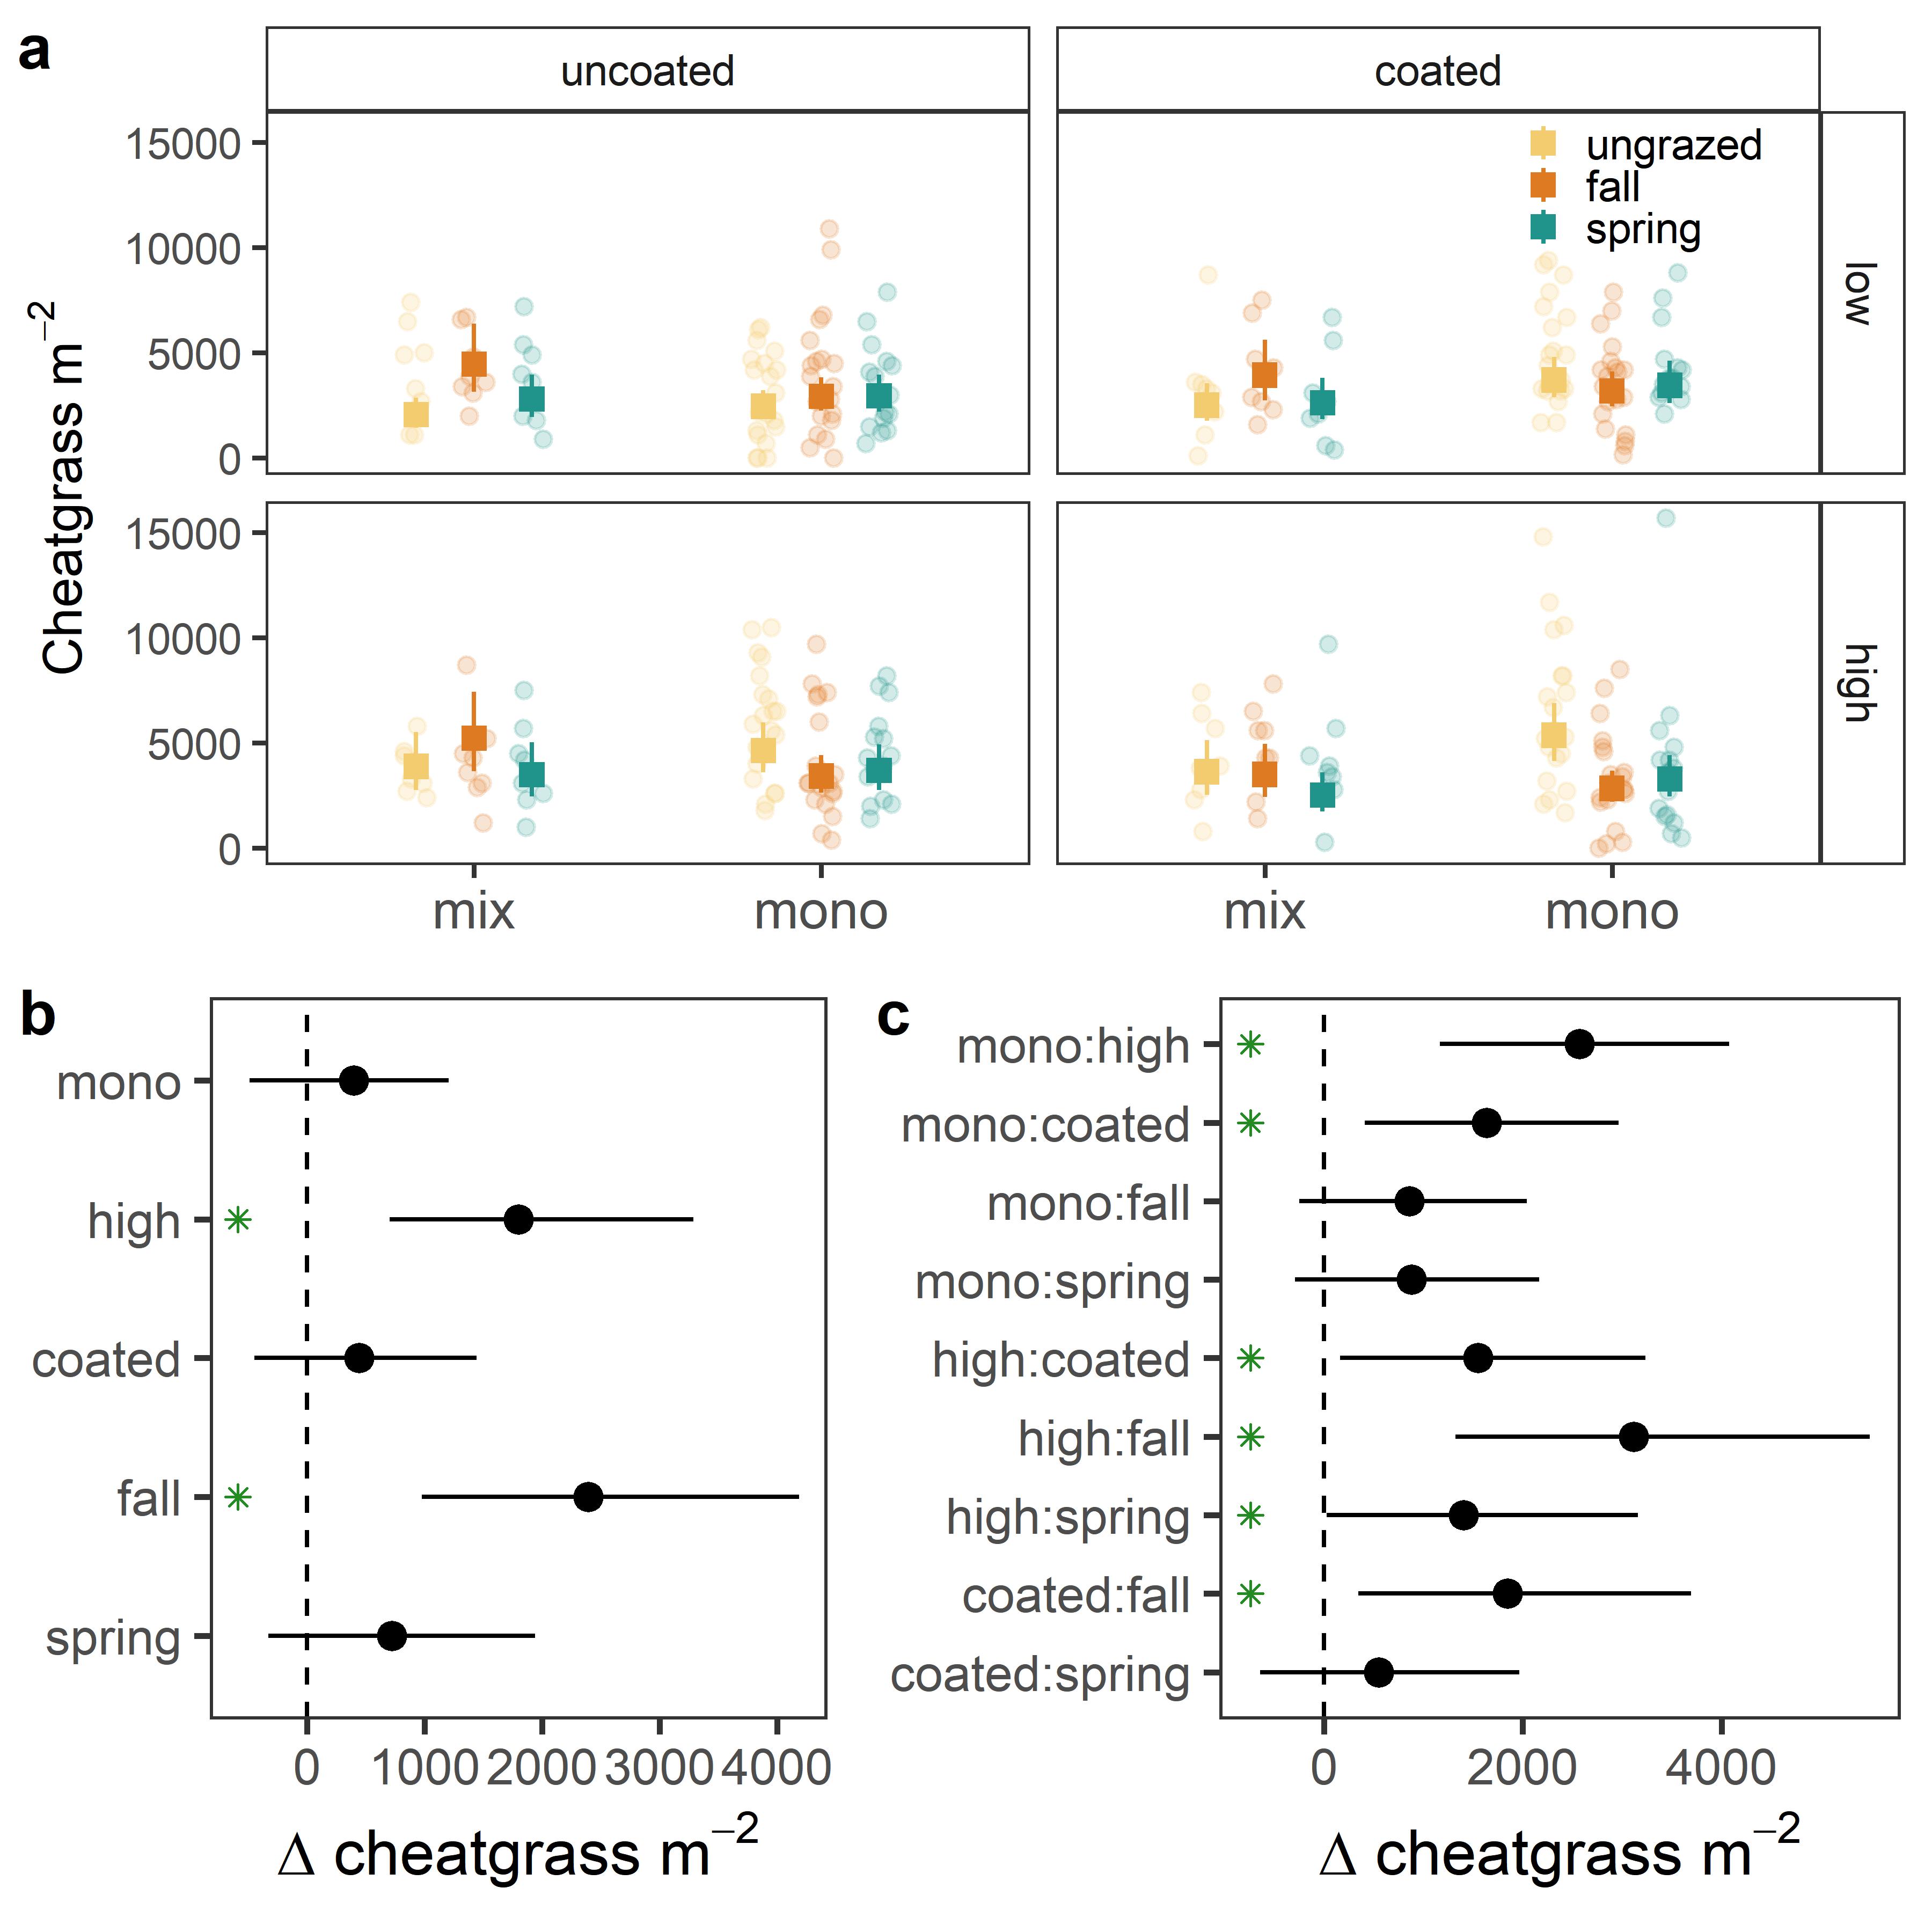 a
uncoated
coated
15000
10000
5000
0
ungrazed
fall
spring
low
15000
10000
5000
0
high
Cheatgrass m−2
mix
mono
mix
mono
b
mono
high
coated
fall
spring
0
1000
2000
3000
4000
Δ cheatgrass m−2
c
mono:high
mono:coated
mono:fall
mono:spring
high:coated
high:fall
high:spring
coated:fall
coated:spring
0
2000
4000
Δ cheatgrass m−2